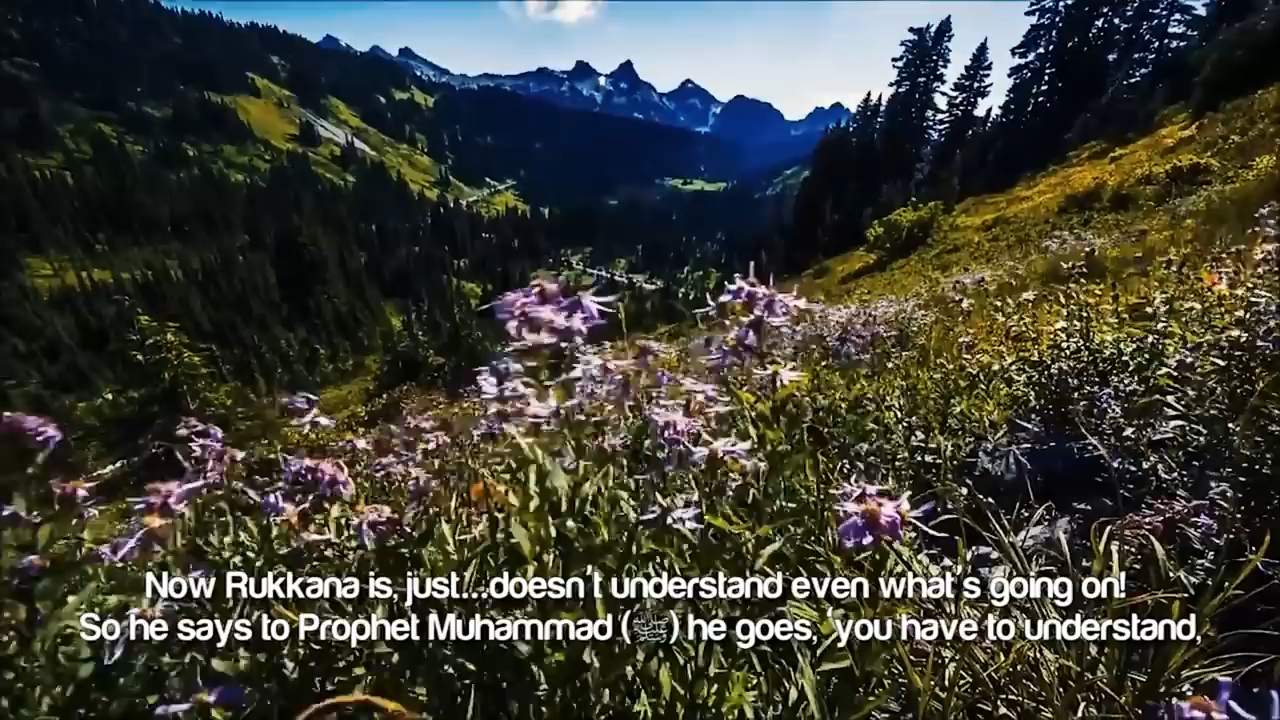 Now Rukkana is, just...doesn't understand even what's going on!
So he says to Prophet Muhammad (ﷺ) he goes, 'you have to understand,